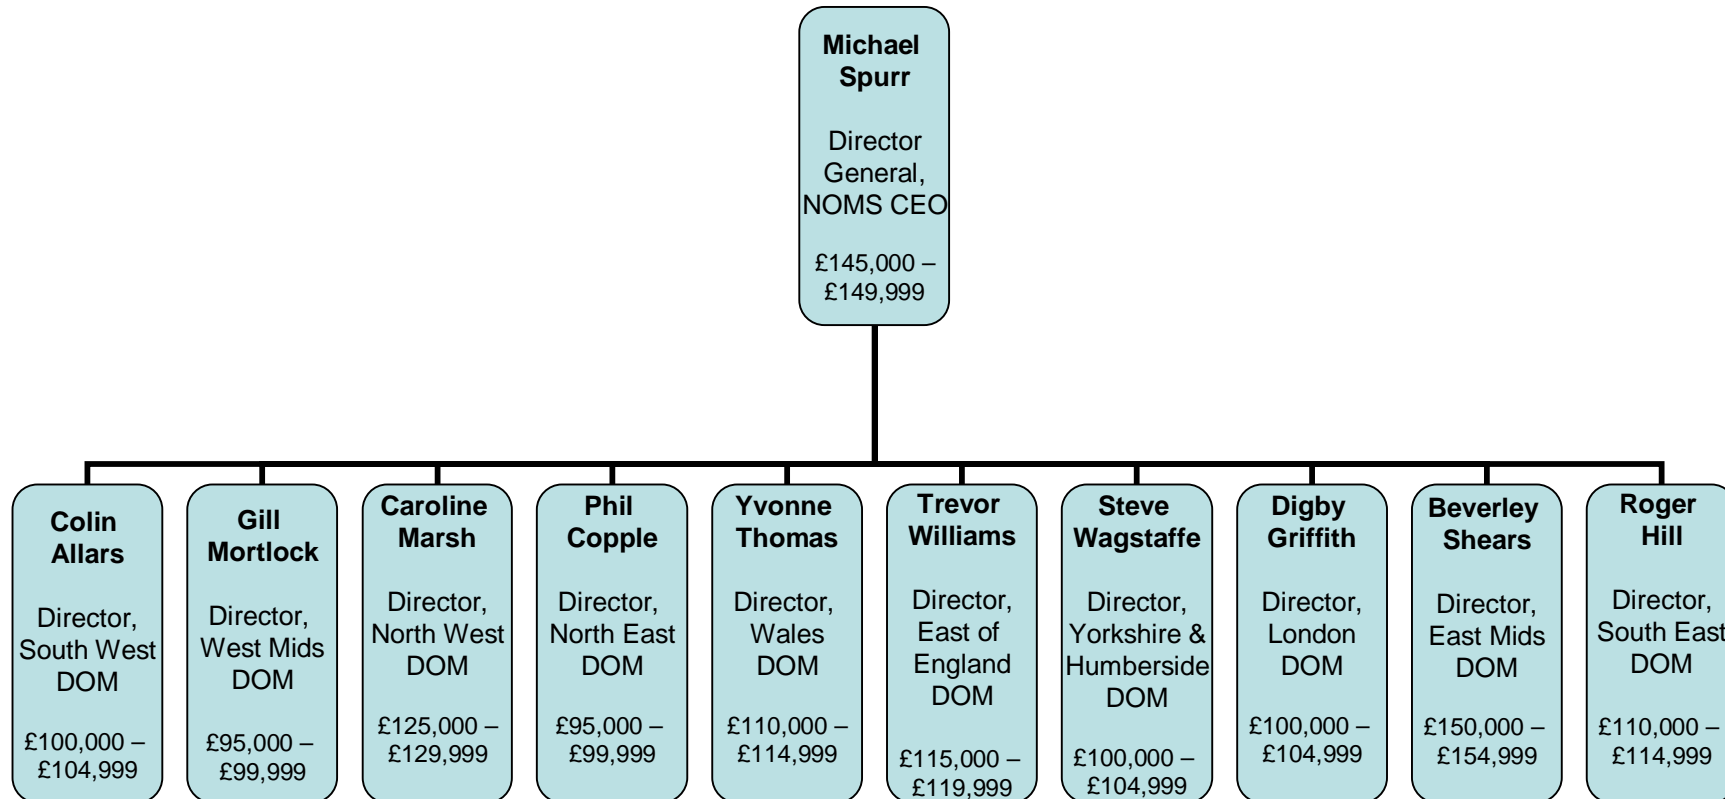 Michael
Spurr
Director
General,
NOMS CEO
£145,000 –
£149,999
Colin
Allars
Director,
South West
DOM
£100,000 –
£104,999
Gill
Mortlock
Director,
West Mids
DOM
£95,000 –
£99,999
Caroline
Marsh
Director,
North West
DOM
£125,000 –
£129,999
Phil
Copple
Director,
North East
DOM
£95,000 –
£99,999
Yvonne
Thomas
Director,
Wales
DOM
£110,000 –
£114,999
Trevor
Williams
Director,
East of
England
DOM
£115,000 –
£119,999
Steve
Wagstaffe
Director,
Yorkshire &
Humberside
DOM
£100,000 –
£104,999
Digby
Griffith
Director,
London
DOM
£100,000 –
£104,999
Beverley
Shears
Director,
East Mids
DOM
£150,000 –
£154,999
Roger
Hill
Director,
South East
DOM
£110,000 –
£114,999